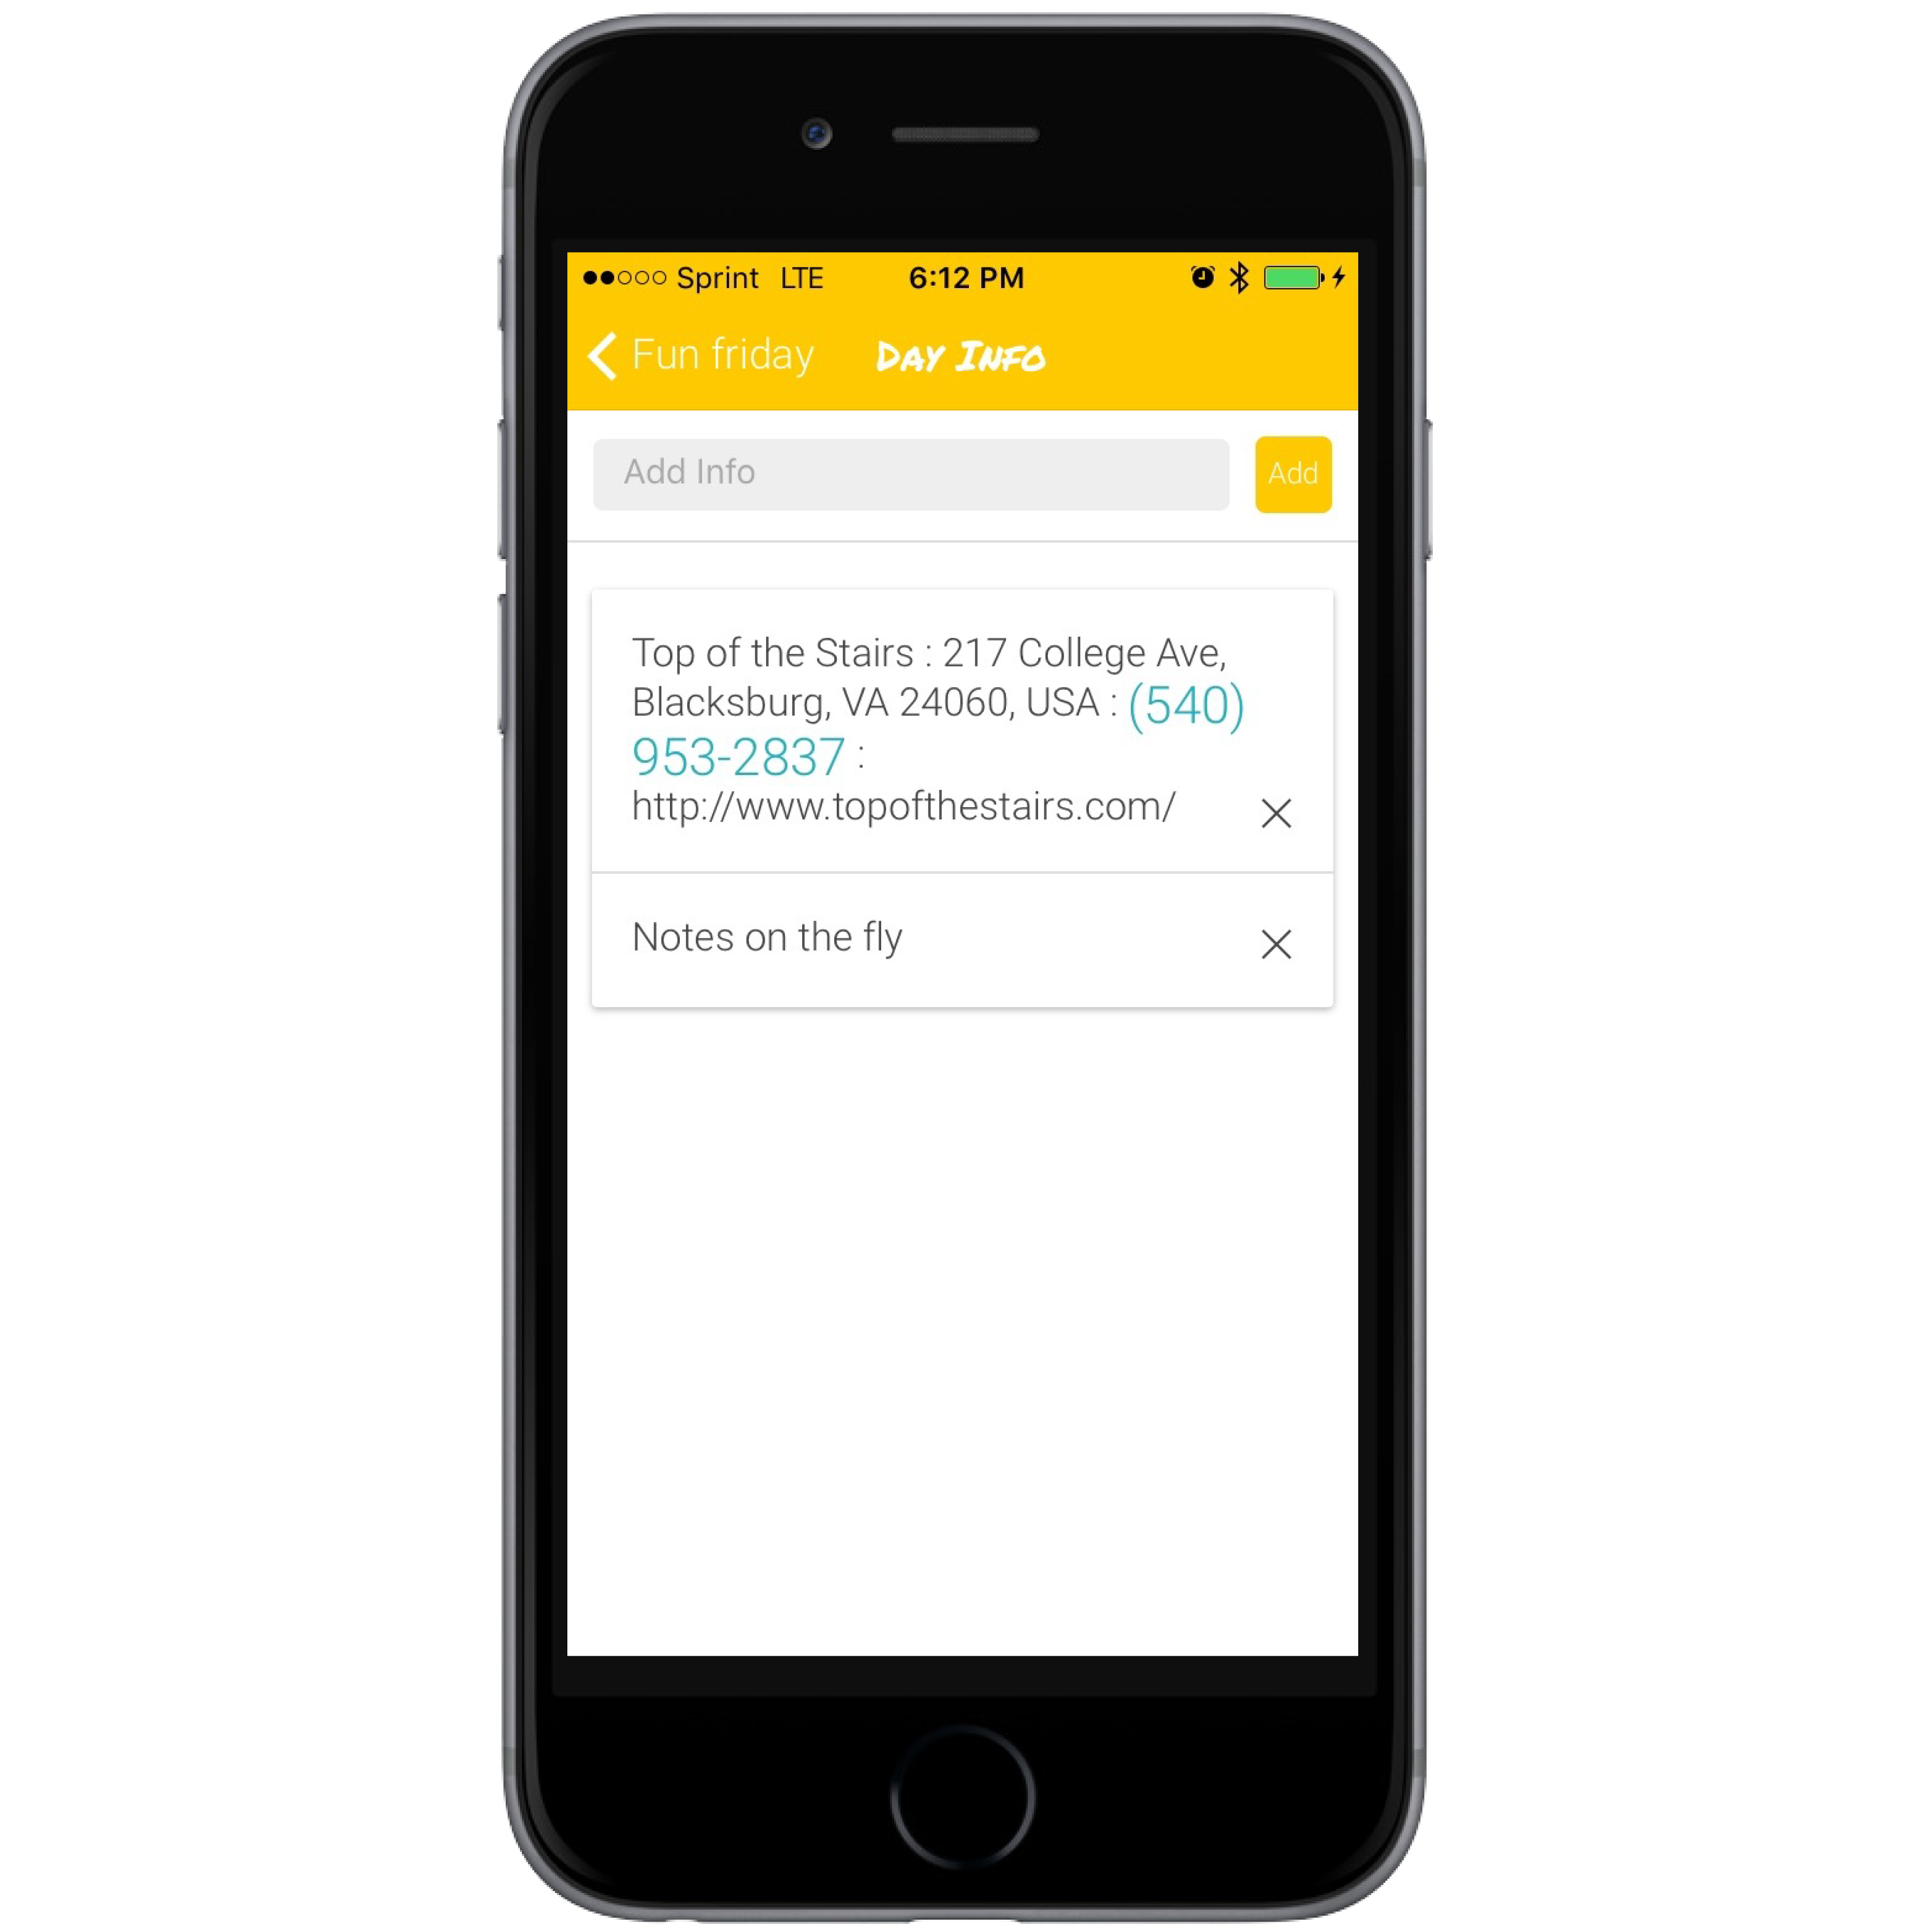 Sprint LTE 6:12 PM
Fun friday Day Info
Add Info Add
Top of the Stairs : 217 College Ave,
Blacksburg, VA 24060, USA : (540)
953-2837 :
http://www.topofthestairs.com/
Notes on the fly